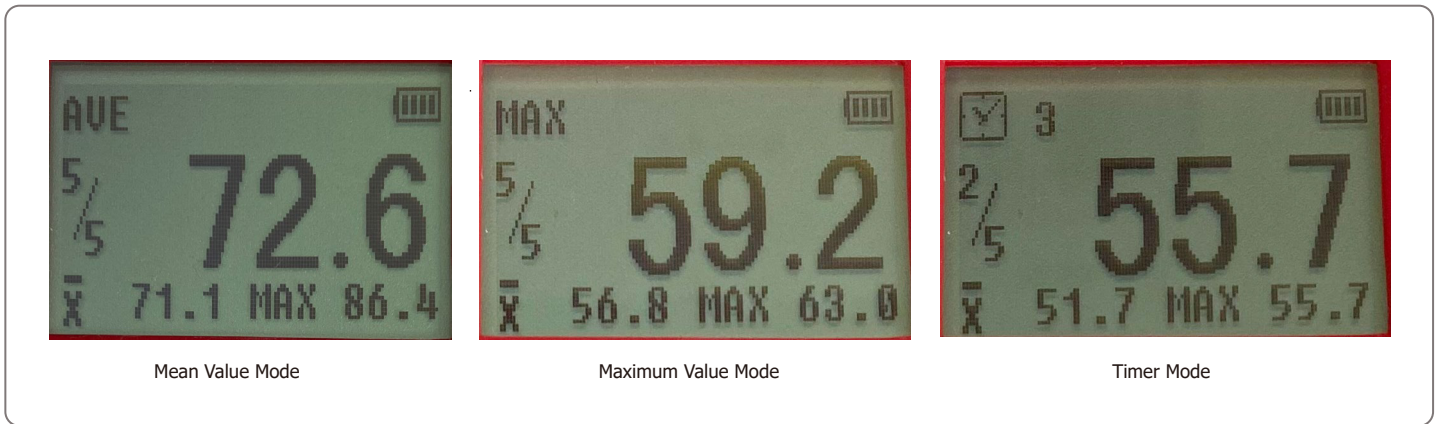 AVE
5/5
72.6
x̄ 71.1 MAX 86.4
Mean Value Mode
MAX
5/5
59.2
x̄ 56.8 MAX 63.0
Maximum Value Mode
3
2/5
55.7
x̄ 51.7 MAX 55.7
Timer Mode